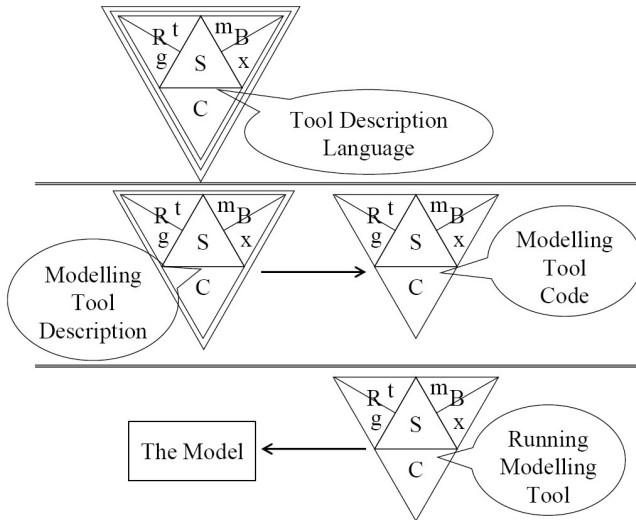 R t m B
g S x
C
Tool Description
Language
R t m B
g S x
C
Modelling
Tool
Description
R t m B
g S x
C
Modelling
Tool
Code
R t m B
g S x
C
The Model
Running
Modelling
Tool